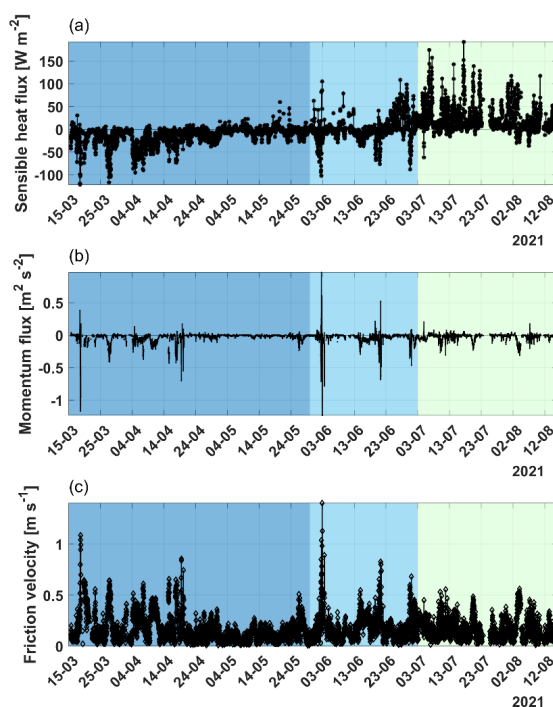 (a)
Sensible heat flux [W m⁻²]
150
100
50
0
-50
-100
15-03 25-03 04-04 14-04 24-04 04-05 14-05 24-05 03-06 13-06 23-06 03-07 13-07 23-07 02-08 12-08
2021
(b)
Momentum flux [m² s⁻²]
0.5
0
-0.5
-1
15-03 25-03 04-04 14-04 24-04 04-05 14-05 24-05 03-06 13-06 23-06 03-07 13-07 23-07 02-08 12-08
2021
(c)
Friction velocity [m s⁻¹]
1
0.5
0
15-03 25-03 04-04 14-04 24-04 04-05 14-05 24-05 03-06 13-06 23-06 03-07 13-07 23-07 02-08 12-08
2021